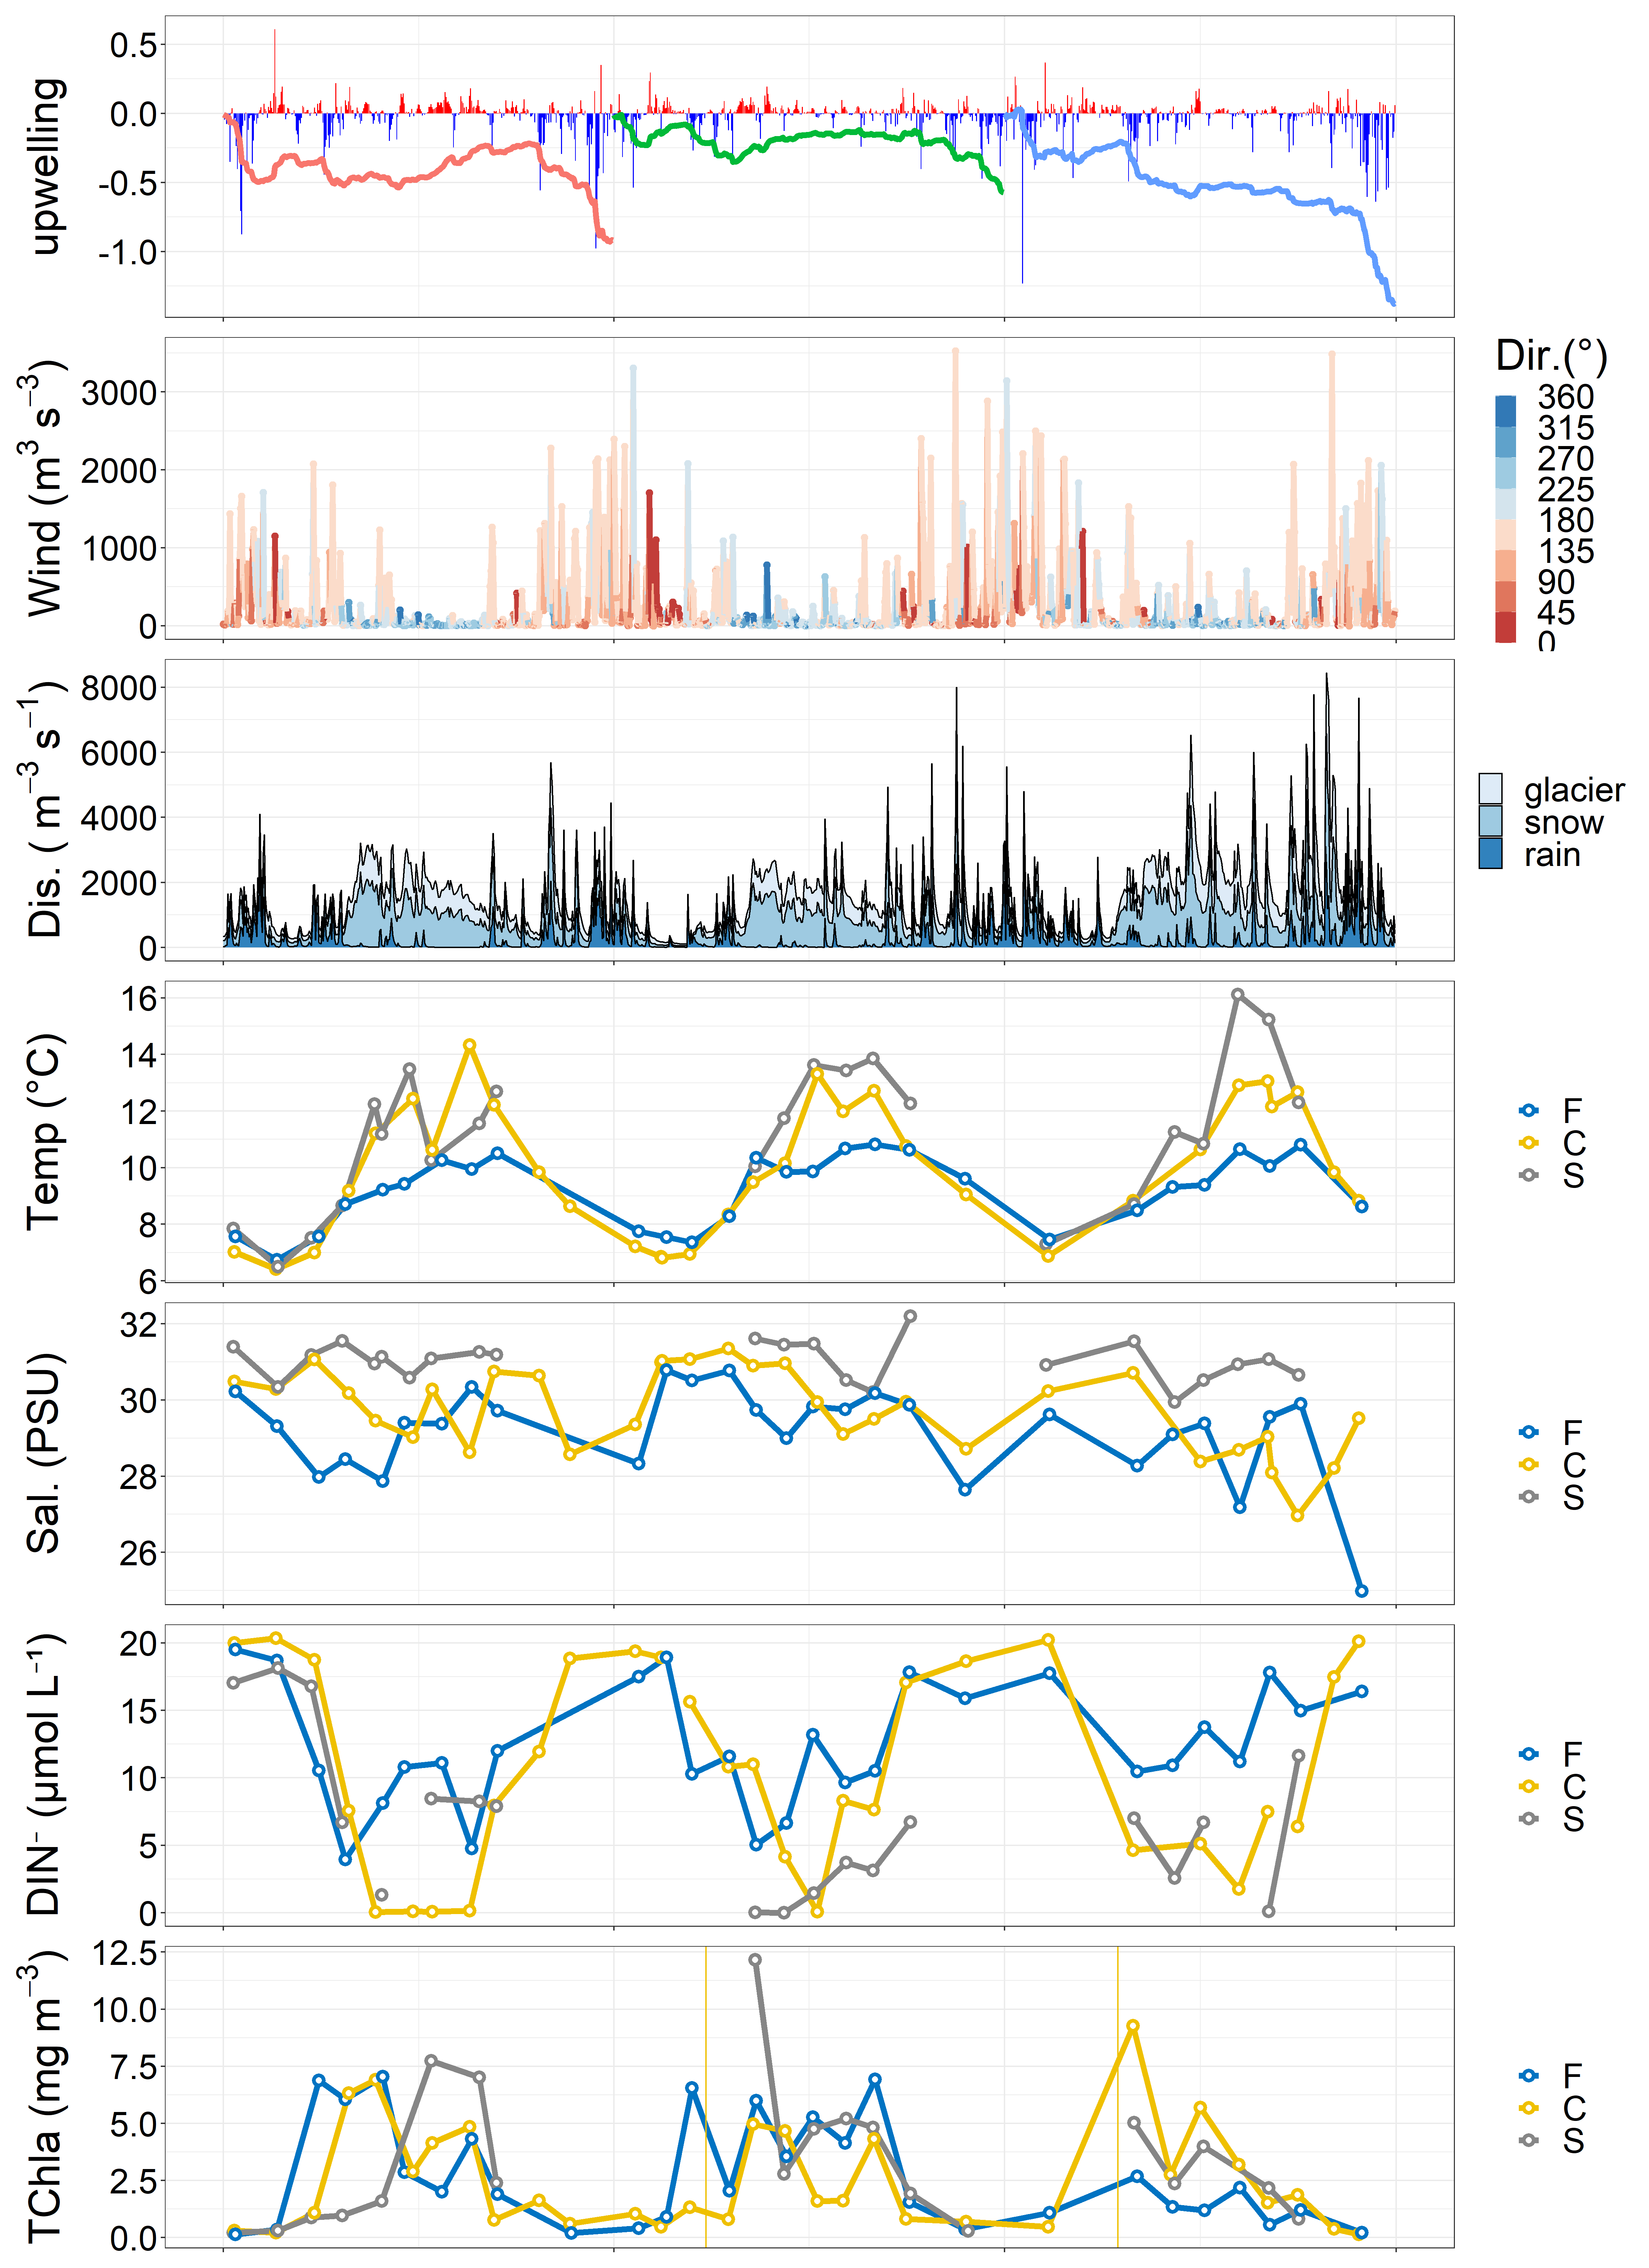 upwelling
0.5
0.0
-0.5
-1.0
Wind (m³ s⁻³)
3000
2000
1000
0
Dir.(°)
360
315
270
225
180
135
90
45
0
Dis. ( m⁻³ s⁻¹)
8000
6000
4000
2000
0
glacier
snow
rain
Temp (°C)
16
14
12
10
8
6
F
C
S
Sal. (PSU)
32
30
28
26
F
C
S
DIN⁻ (μmol L⁻¹)
20
15
10
5
0
F
C
S
TChla (mg m⁻³)
12.5
10.0
7.5
5.0
2.5
0.0
F
C
S